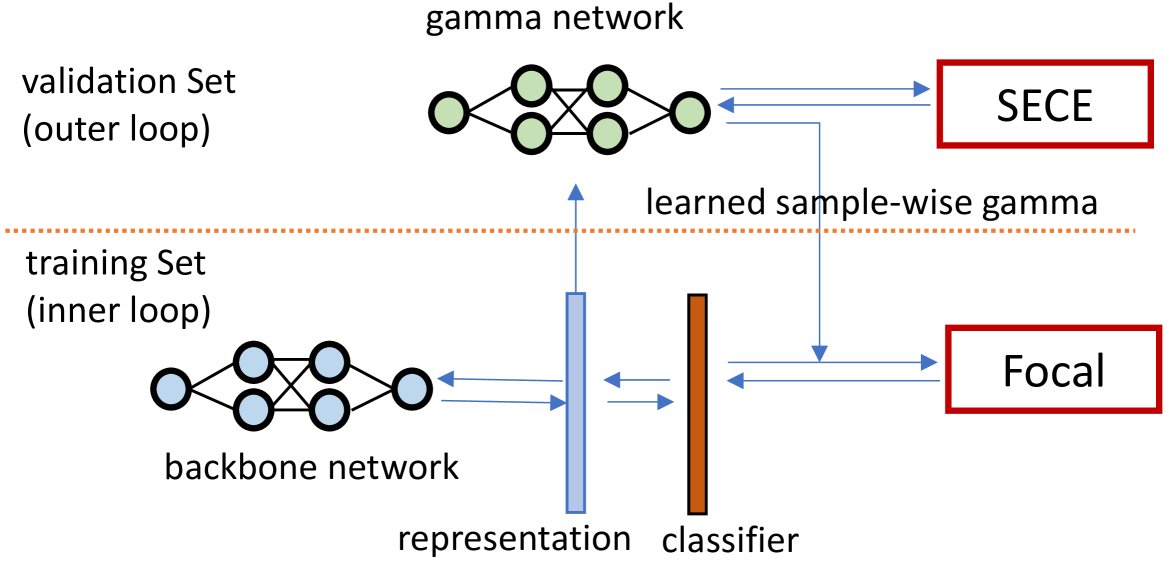 gamma network
validation Set
(outer loop)
SECE
learned sample-wise gamma
training Set
(inner loop)
Focal
backbone network
representation
classifier